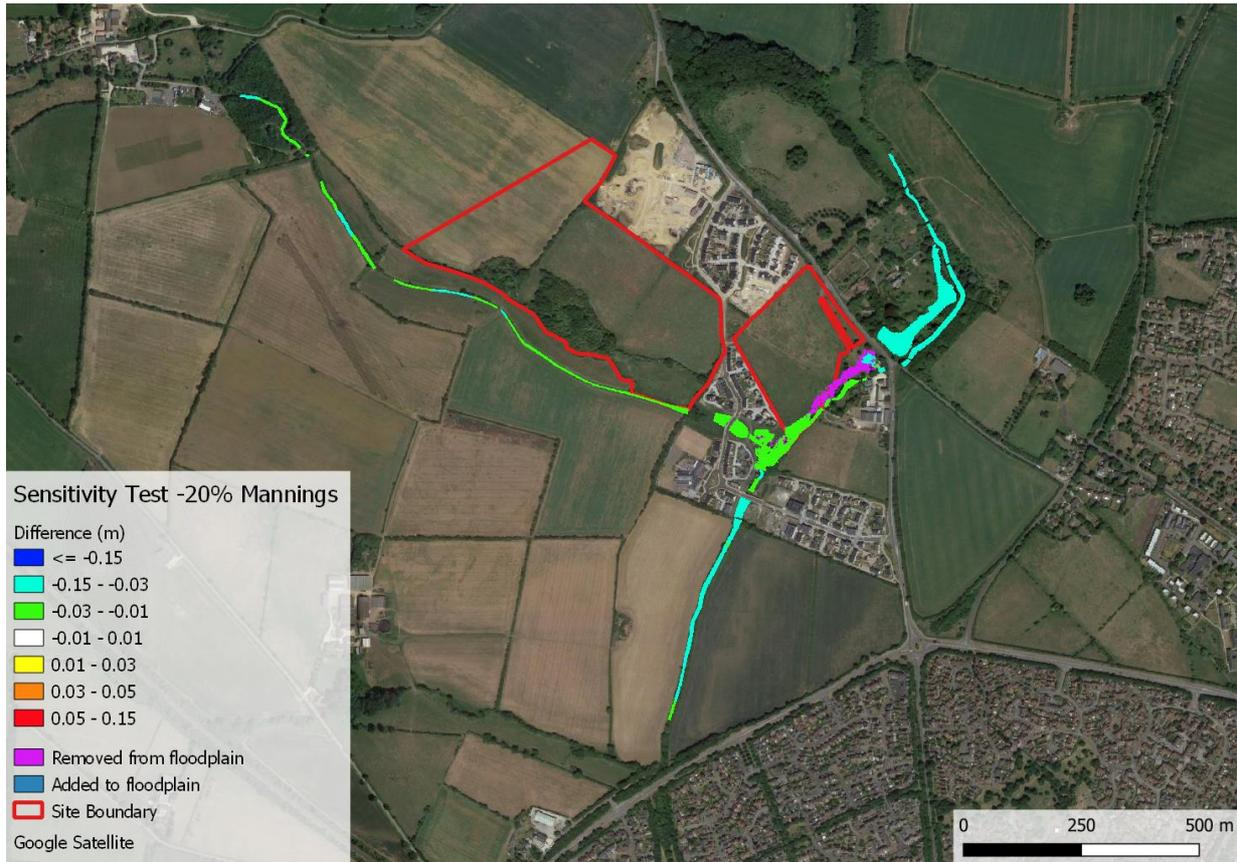 Sensitivity Test -20% Mannings
Difference (m)
<= -0.15
-0.15 - -0.03
-0.03 - -0.01
-0.01 - 0.01
0.01 - 0.03
0.03 - 0.05
0.05 - 0.15
Removed from floodplain
Added to floodplain
Site Boundary
Google Satellite
0 250 500 m